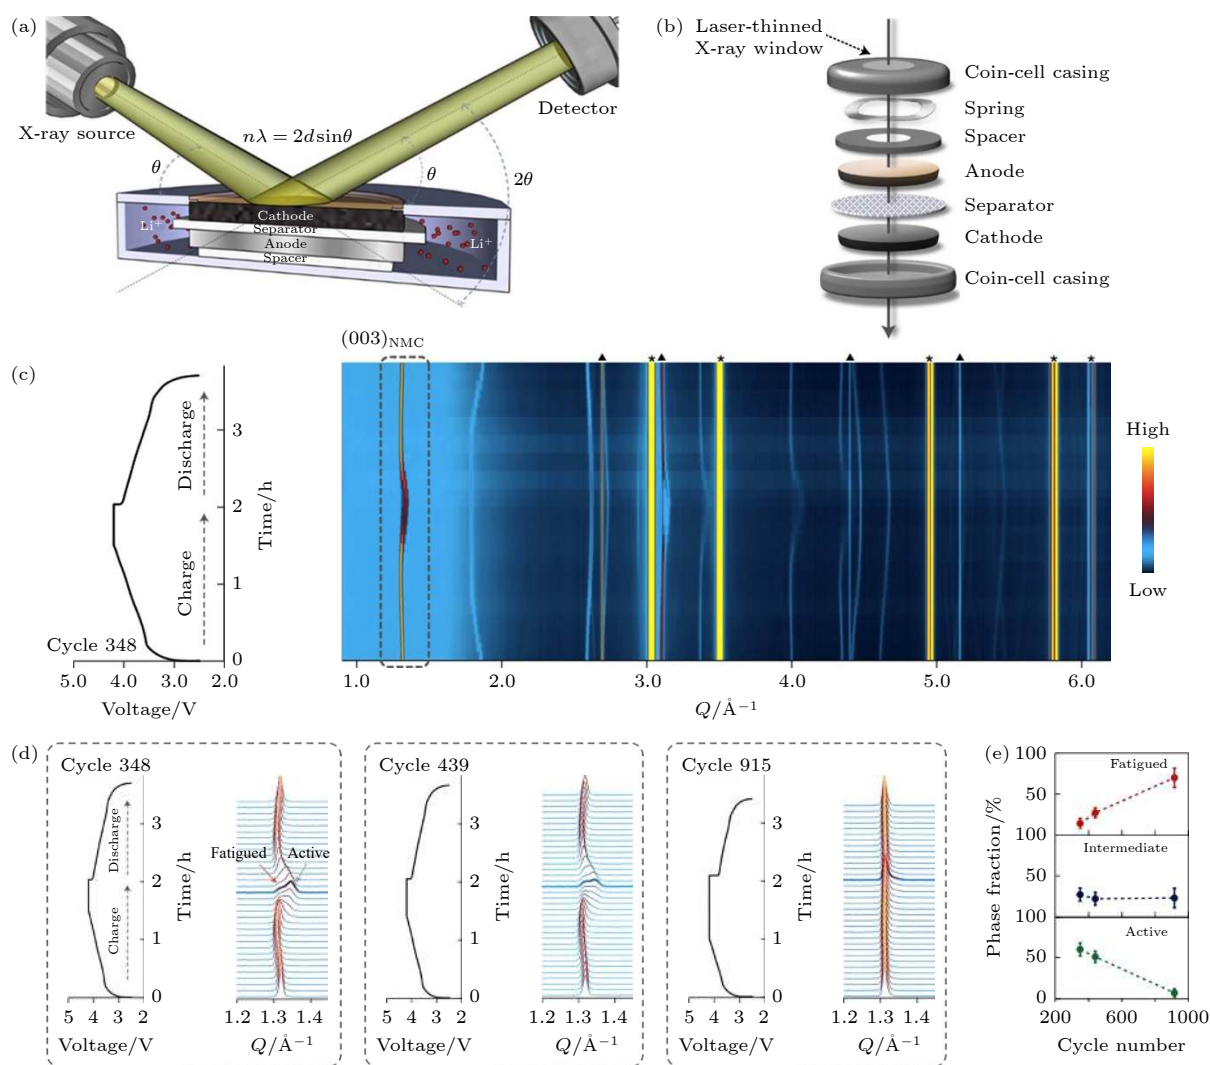 (a)
X-ray source
nλ = 2d sinθ
Detector
θ
θ
2θ
Li⁺
Cathode
Separator
Anode
Spacer
Li⁺
(b)
Laser-thinned
X-ray window
Coin-cell casing
Spring
Spacer
Anode
Separator
Cathode
Coin-cell casing
(c)
Discharge
Charge
Cycle 348
Time/h
3
2
1
0
5.0 4.0 3.0 2.0
Voltage/V
(003)NMC
▲ * ▲ * ▲ * ▲ * *
1.0 2.0 3.0 4.0 5.0 6.0
Q/Å⁻¹
High
Low
(d)
Cycle 348
Discharge
Charge
Time/h
3
2
1
0
5 4 3 2
Voltage/V
Fatigued
Active
1.2 1.3 1.4
Q/Å⁻¹
Cycle 439
Time/h
3
2
1
0
5 4 3 2
Voltage/V
1.2 1.3 1.4
Q/Å⁻¹
Cycle 915
Time/h
3
2
1
0
5 4 3 2
Voltage/V
1.2 1.3 1.4
Q/Å⁻¹
(e)
Phase fraction/%
100
Fatigued
50
100
Intermediate
50
100
Active
50
0
200 600 1000
Cycle number